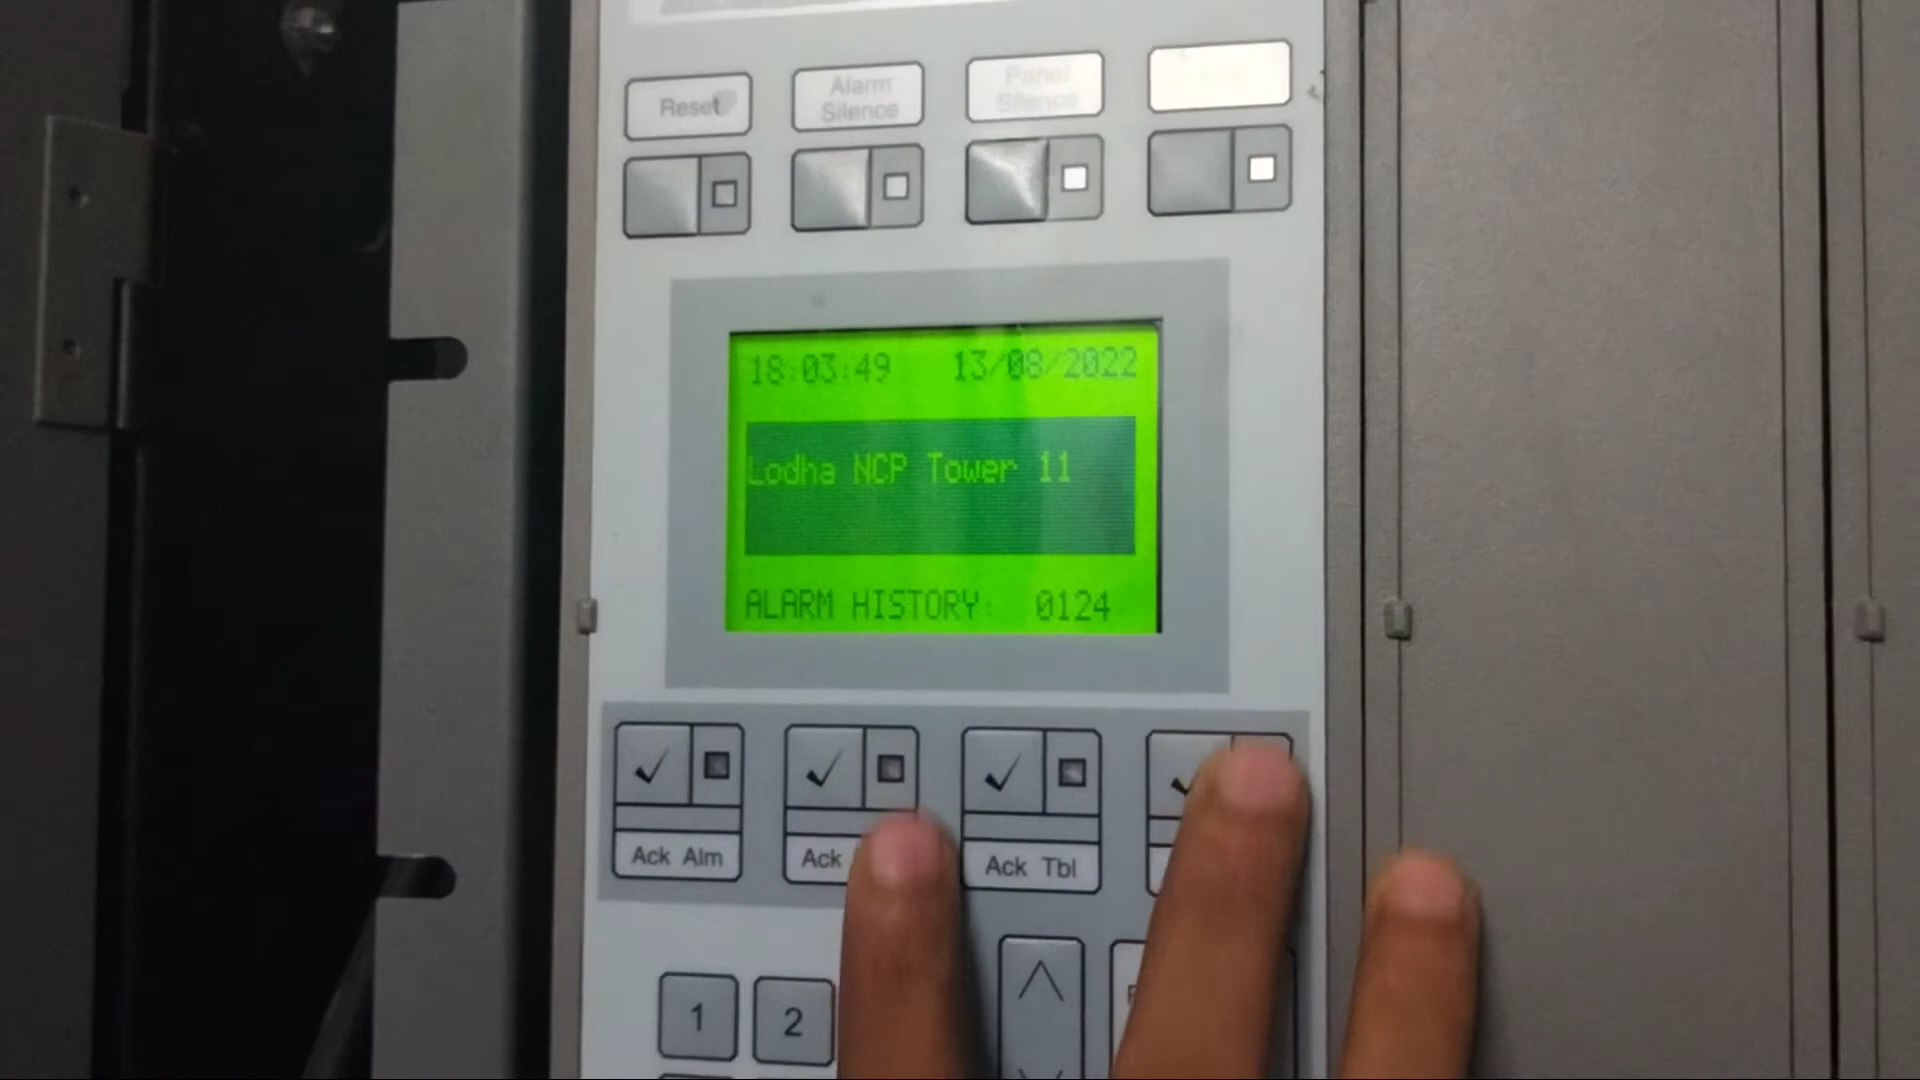 Reset
Alarm
Silence
Panel
Silence
18:03:49 13/08/2022
Lodha NCP Tower 11
ALARM HISTORY: 0124
Ack Alm
Ack
Ack Tbl
1
2